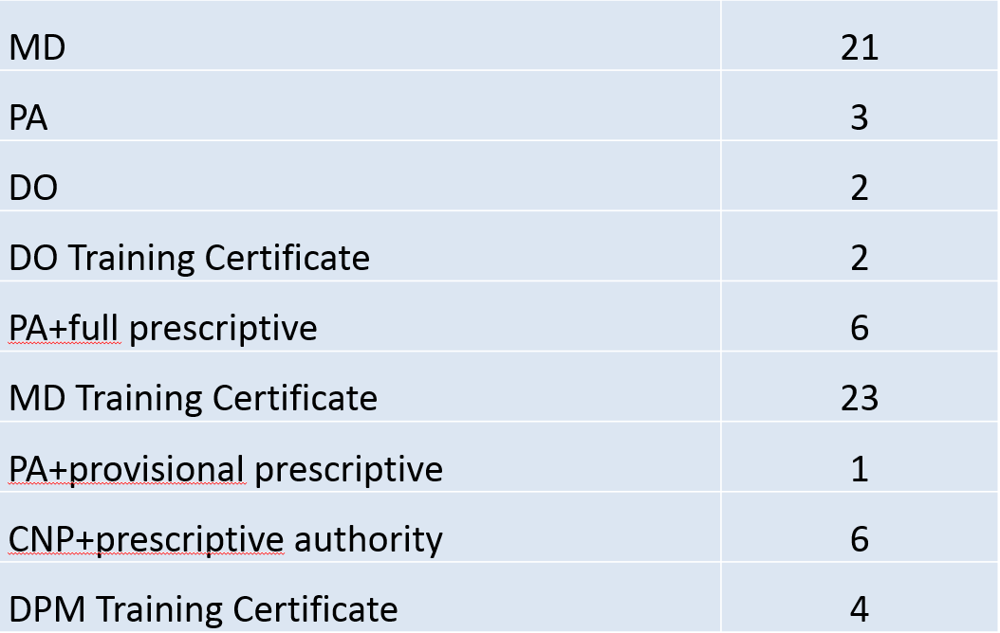 MD 21
PA 3
DO 2
DO Training Certificate 2
PA+full prescriptive 6
MD Training Certificate 23
PA+provisional prescriptive 1
CNP+prescriptive authority 6
DPM Training Certificate 4